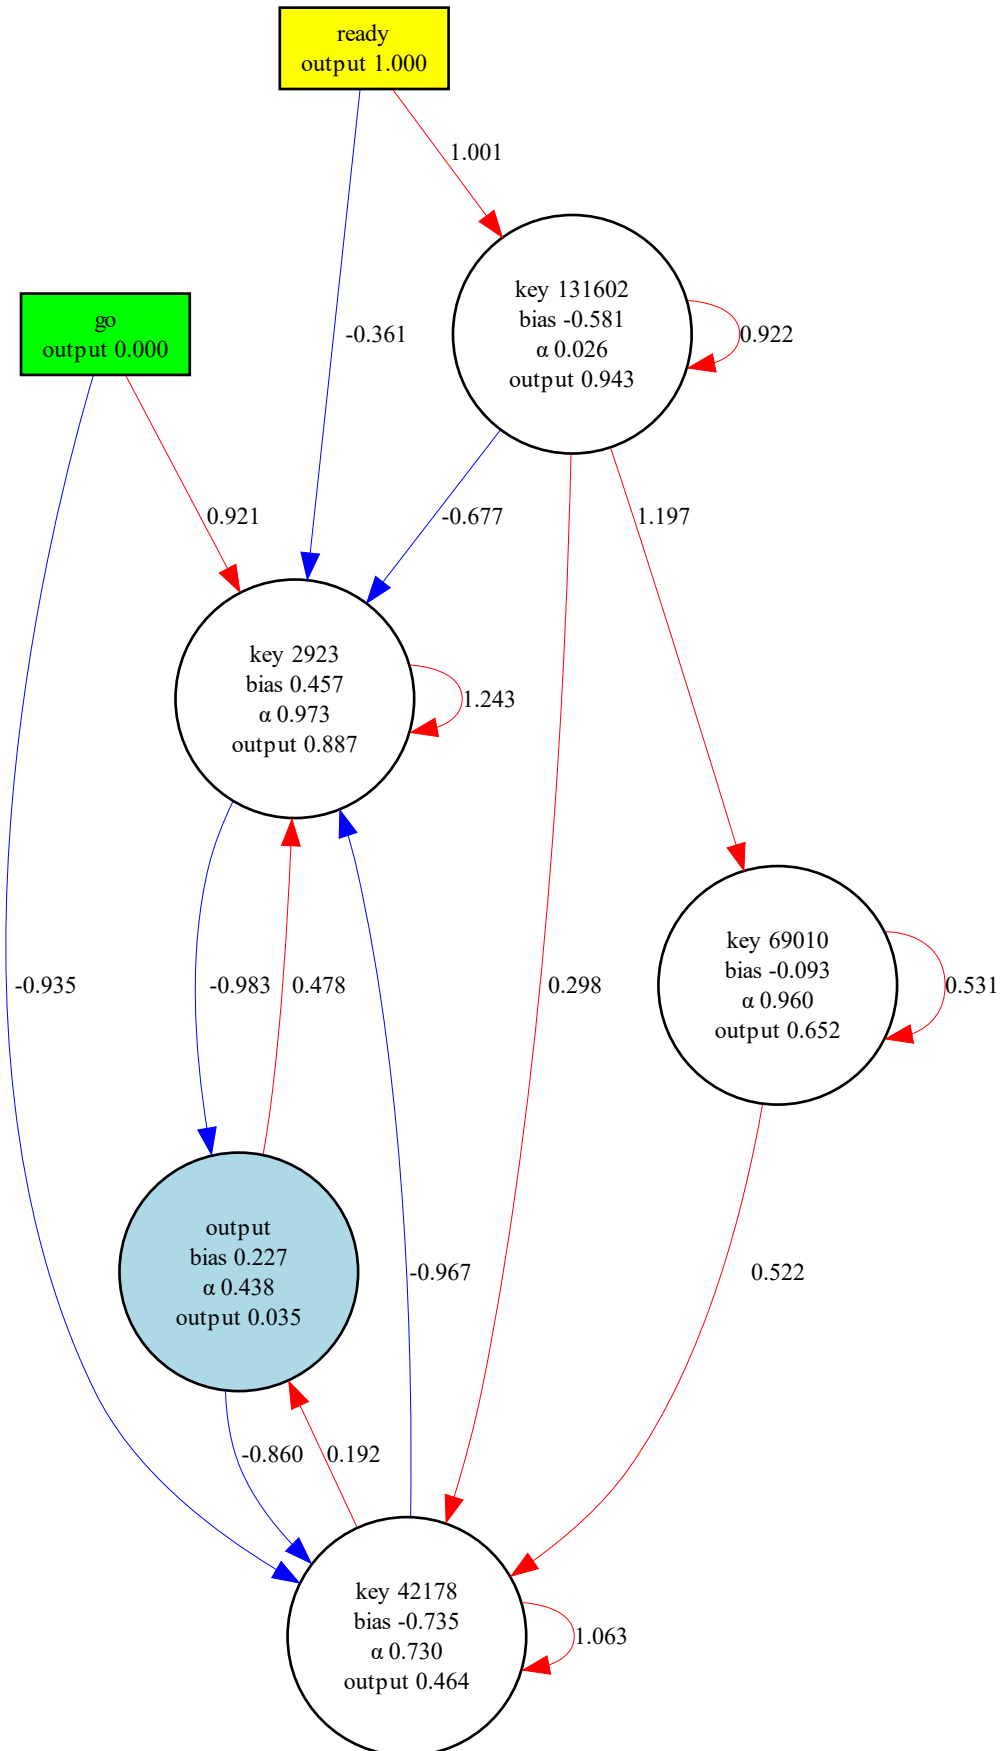 ready
output 1.000
1.001
key 131602
bias -0.581
α 0.026
output 0.943
0.922
go
output 0.000
-0.361
0.921
-0.677
1.197
key 2923
bias 0.457
α 0.973
output 0.887
1.243
key 69010
bias -0.093
α 0.960
output 0.652
0.531
-0.935
-0.983
0.478
0.298
output
bias 0.227
α 0.438
output 0.035
-0.967
0.522
-0.860
0.192
key 42178
bias -0.735
α 0.730
output 0.464
1.063